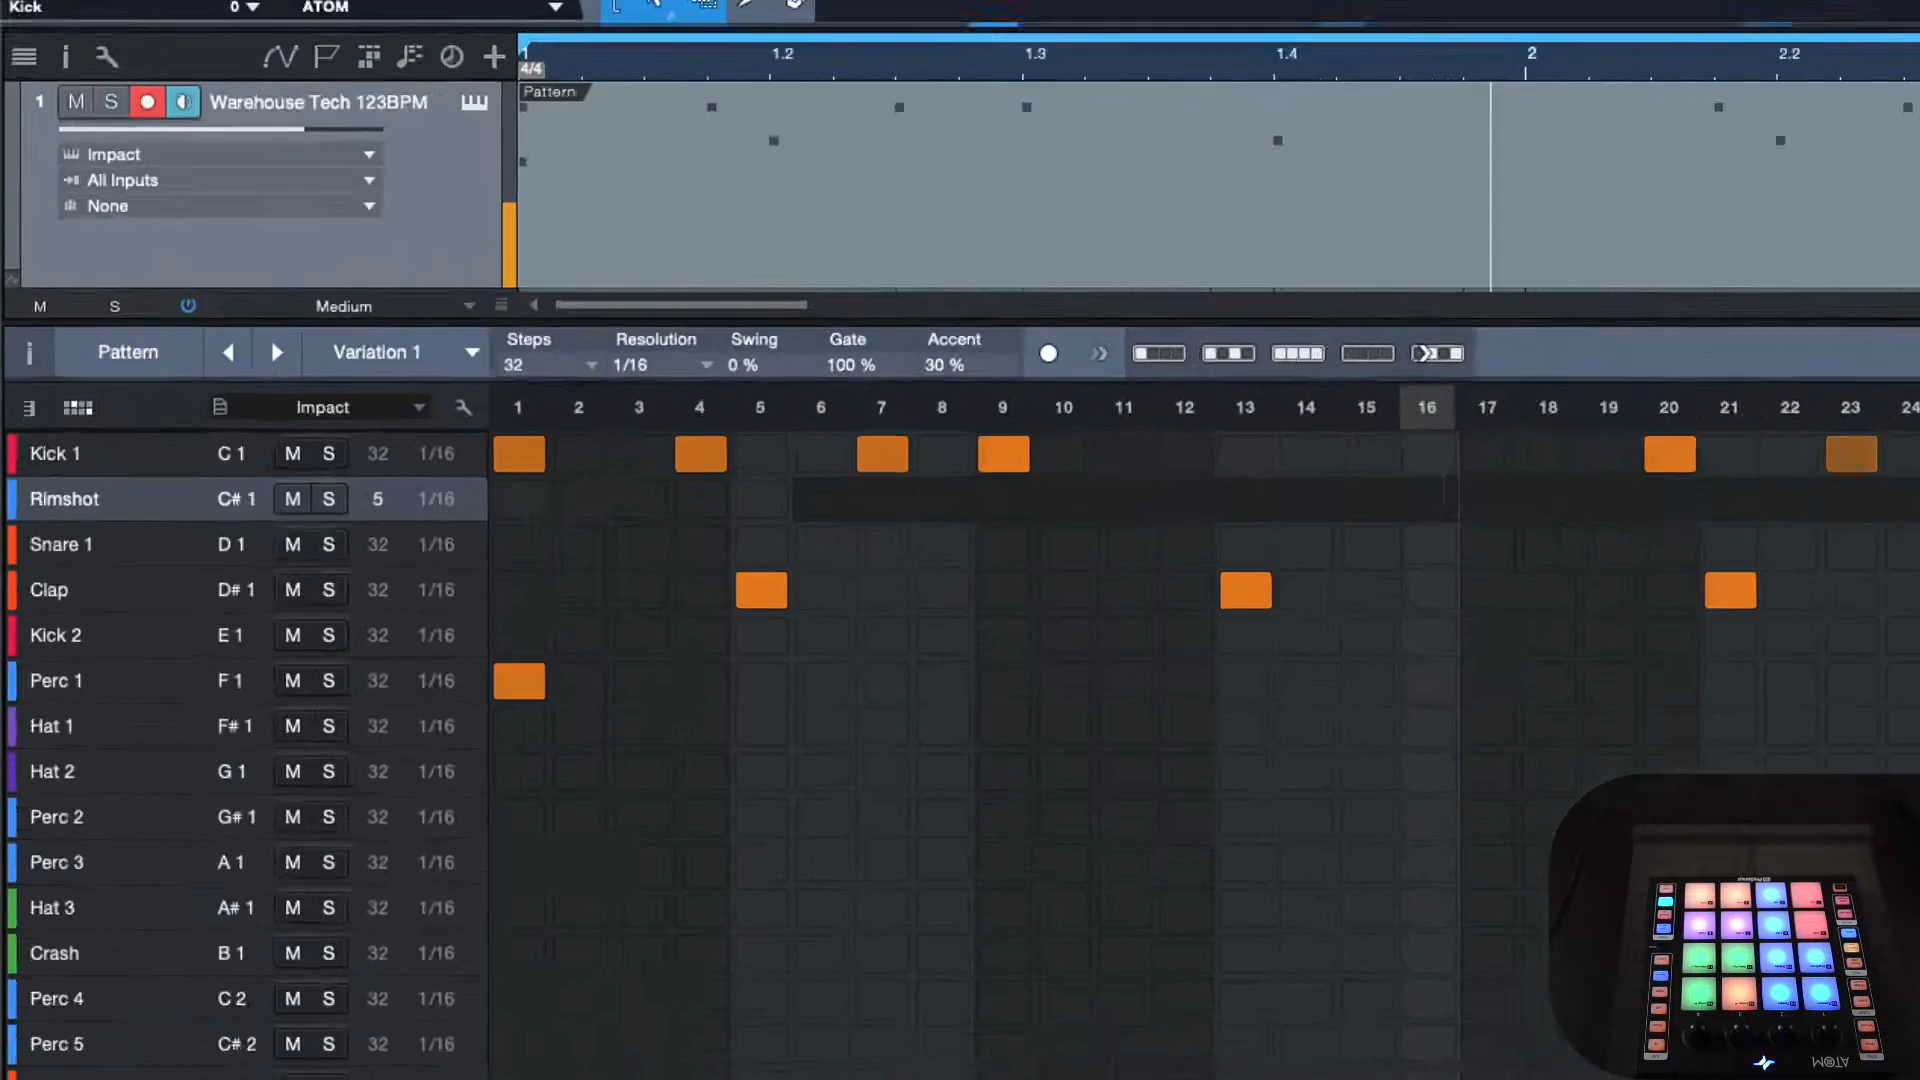 Kick 0 ATOM
1 1.2 1.3 1.4 2 2.2
4/4
1 M S Warehouse Tech 123BPM
Pattern
Impact
All Inputs
None
M S Medium
Pattern Variation 1
Steps Resolution Swing Gate Accent
32 1/16 0 % 100 % 30 %
Impact 1 2 3 4 5 6 7 8 9 10 11 12 13 14 15 16 17 18 19 20 21 22 23 24
Kick 1 C 1 M S 32 1/16
Rimshot C# 1 M S 5 1/16
Snare 1 D 1 M S 32 1/16
Clap D# 1 M S 32 1/16
Kick 2 E 1 M S 32 1/16
Perc 1 F 1 M S 32 1/16
Hat 1 F# 1 M S 32 1/16
Hat 2 G 1 M S 32 1/16
Perc 2 G# 1 M S 32 1/16
Perc 3 A 1 M S 32 1/16
Hat 3 A# 1 M S 32 1/16
Crash B 1 M S 32 1/16
Perc 4 C 2 M S 32 1/16
Perc 5 C# 2 M S 32 1/16
ATOM